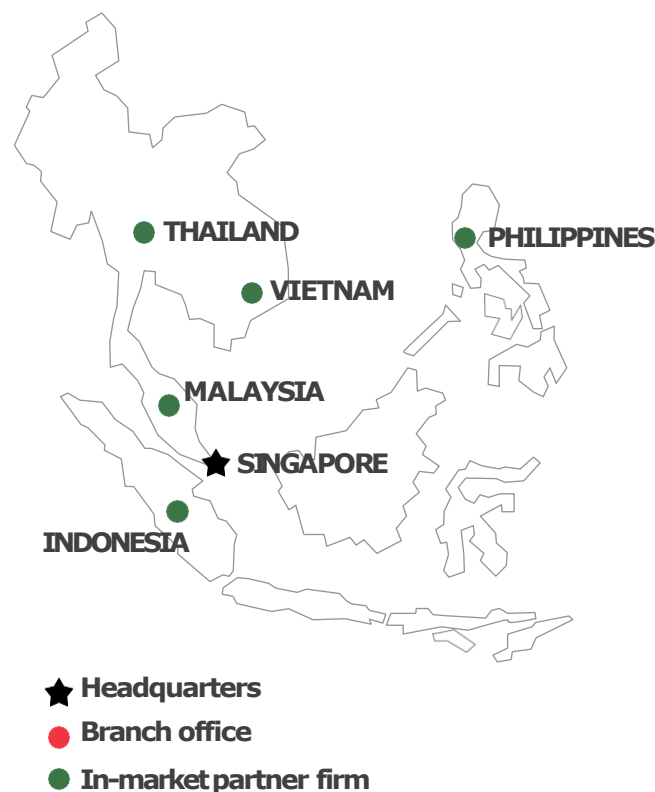 THAILAND
PHILIPPINES
VIETNAM
MALAYSIA
SINGAPORE
INDONESIA
Headquarters
Branch office
In-market partner firm